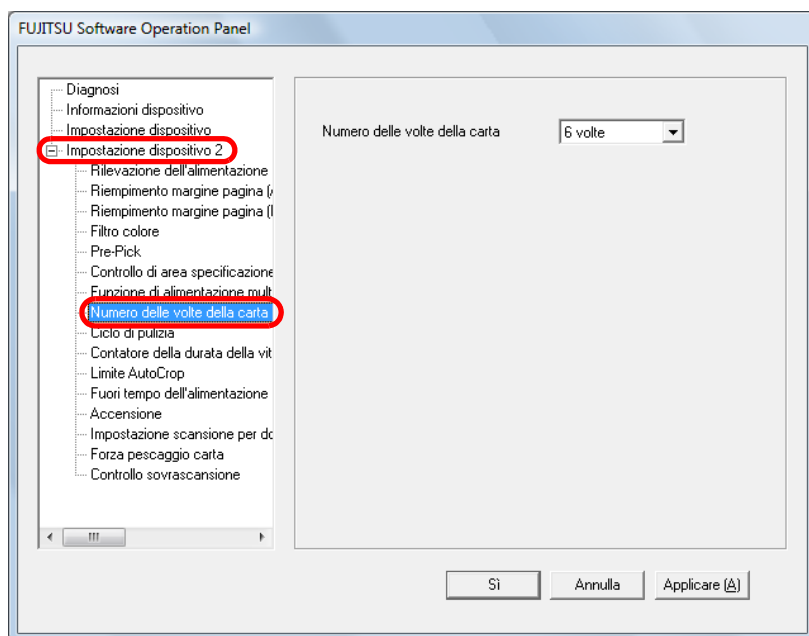 FUJITSU Software Operation Panel
Diagnosi
Informazioni dispositivo
Impostazione dispositivo
Impostazione dispositivo 2
Rilevazione dell'alimentazione
Riempimento margine pagina (
Riempimento margine pagina (
Filtro colore
Pre-Pick
Controllo di area specificazione
Funzione di alimentazione mult
Numero delle volte della carta
Ciclo di pulizia
Contatore della durata della vit
Limite AutoCrop
Fuori tempo dell'alimentazione
Accensione
Impostazione scansione per do
Forza pescaggio carta
Controllo sovrascansione
Numero delle volte della carta 6 volte
Sì Annulla Applicare (A)